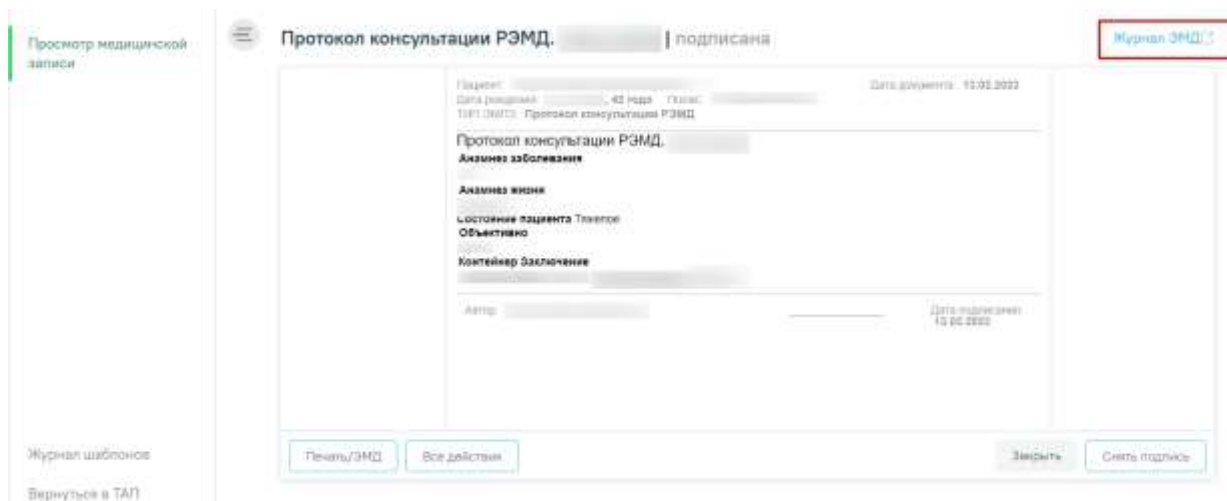 Просмотр медицинской
записи
Протокол консультации РЭМД. | подписана
Журнал ЭМД
Пациент:
Дата документа: 13.02.2023
Дата рождения: , 42 года Полис:
Протокол консультации РЭМД
Протокол консультации РЭМД.
Анамнез заболевания
Анамнез жизни
Состояние пациента Тяжелое
Объективно
Контейнер Заключение
Автор
Дата подписания:
Журнал шаблонов
Вернуться в ТАП
Печать/ЭМД
Все действия
Закрыть
Снять подпись